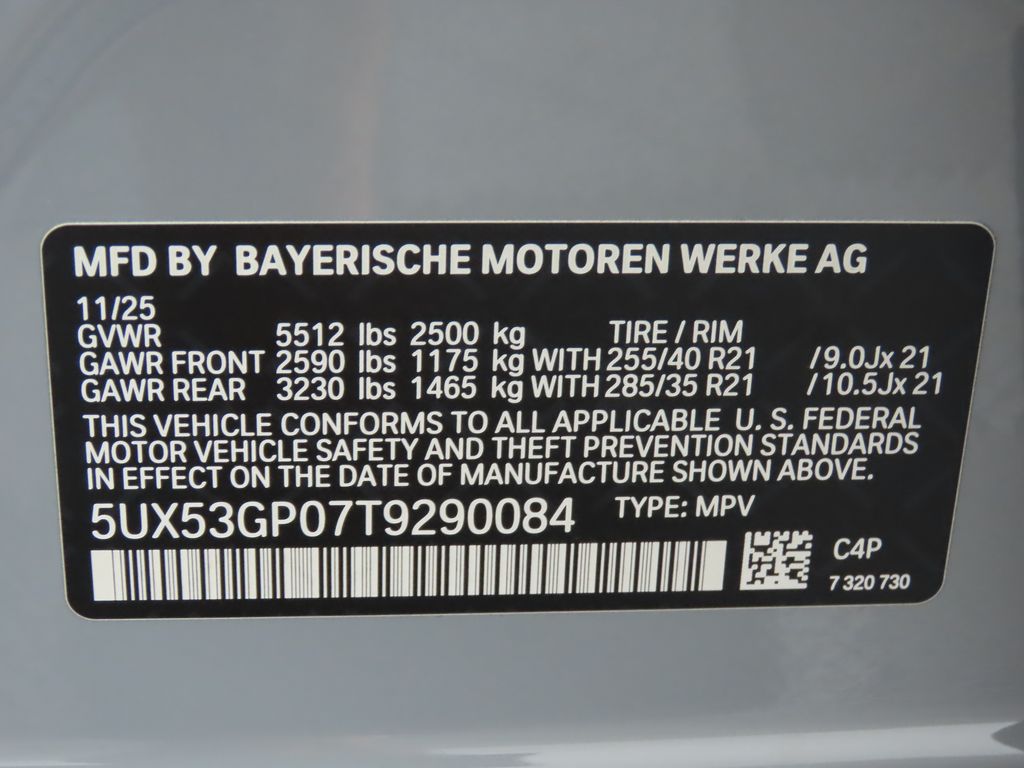 MFD BY BAYERISCHE MOTOREN WERKE AG
11/25
GVWR 5512 lbs 2500 kg TIRE / RIM
GAWR FRONT 2590 lbs 1175 kg WITH 255/40 R21 /9.0Jx 21
GAWR REAR 3230 lbs 1465 kg WITH 285/35 R21 /10.5Jx 21
THIS VEHICLE CONFORMS TO ALL APPLICABLE U. S. FEDERAL
MOTOR VEHICLE SAFETY AND THEFT PREVENTION STANDARDS
IN EFFECT ON THE DATE OF MANUFACTURE SHOWN ABOVE.
5UX53GP07T9290084 TYPE: MPV
C4P
7 320 730